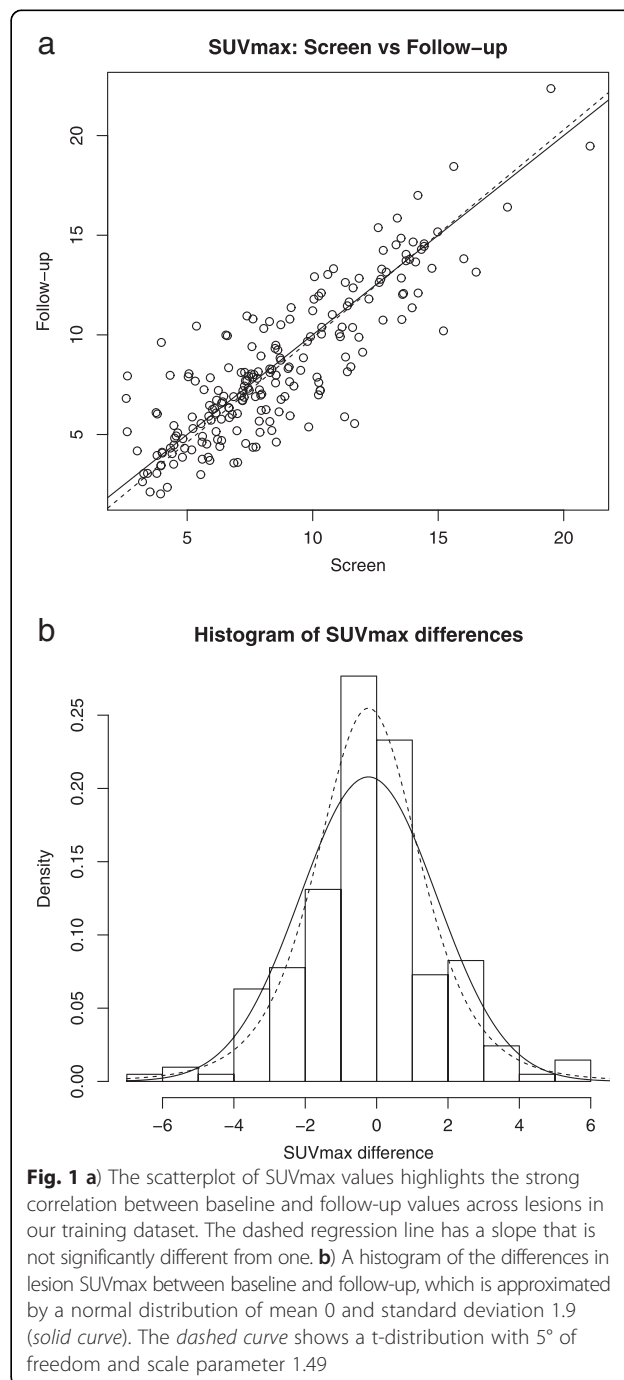 a
SUVmax: Screen vs Follow−up
20
15
10
5
Follow−up
5 10 15 20
Screen
b
Histogram of SUVmax differences
0.25
0.20
0.15
0.10
0.05
0.00
Density
−6 −4 −2 0 2 4 6
SUVmax difference
Fig. 1 a) The scatterplot of SUVmax values highlights the strong
correlation between baseline and follow-up values across lesions in
our training dataset. The dashed regression line has a slope that is
not significantly different from one. b) A histogram of the differences in
lesion SUVmax between baseline and follow-up, which is approximated
by a normal distribution of mean 0 and standard deviation 1.9
(solid curve). The dashed curve shows a t-distribution with 5° of
freedom and scale parameter 1.49